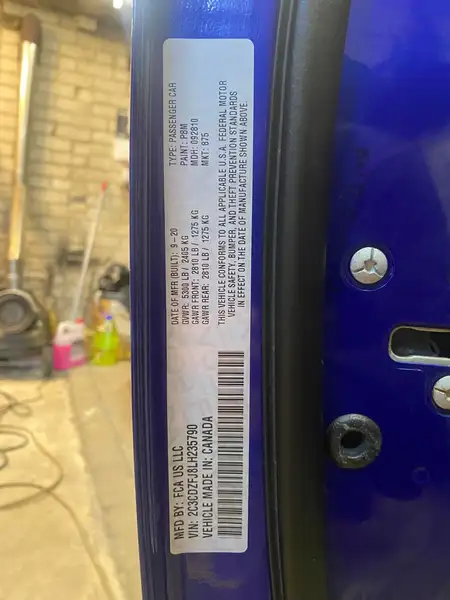 MFD BY: FCA US LLC
DATE OF MFR (BUILT): 9-20
TYPE: PASSENGER CAR
GVWR: 5300 LB / 2405 KG
PAINT: PBM
GAWR FRONT: 2810 LB / 1275 KG
MDH: 092810
GAWR REAR: 2810 LB / 1275 KG
MKT: B75
VIN: 2C3CDZFJ8LH235790
VEHICLE MADE IN: CANADA
THIS VEHICLE CONFORMS TO ALL APPLICABLE U.S.A. FEDERAL MOTOR
VEHICLE SAFETY, BUMPER, AND THEFT PREVENTION STANDARDS
IN EFFECT ON THE DATE OF MANUFACTURE SHOWN ABOVE.